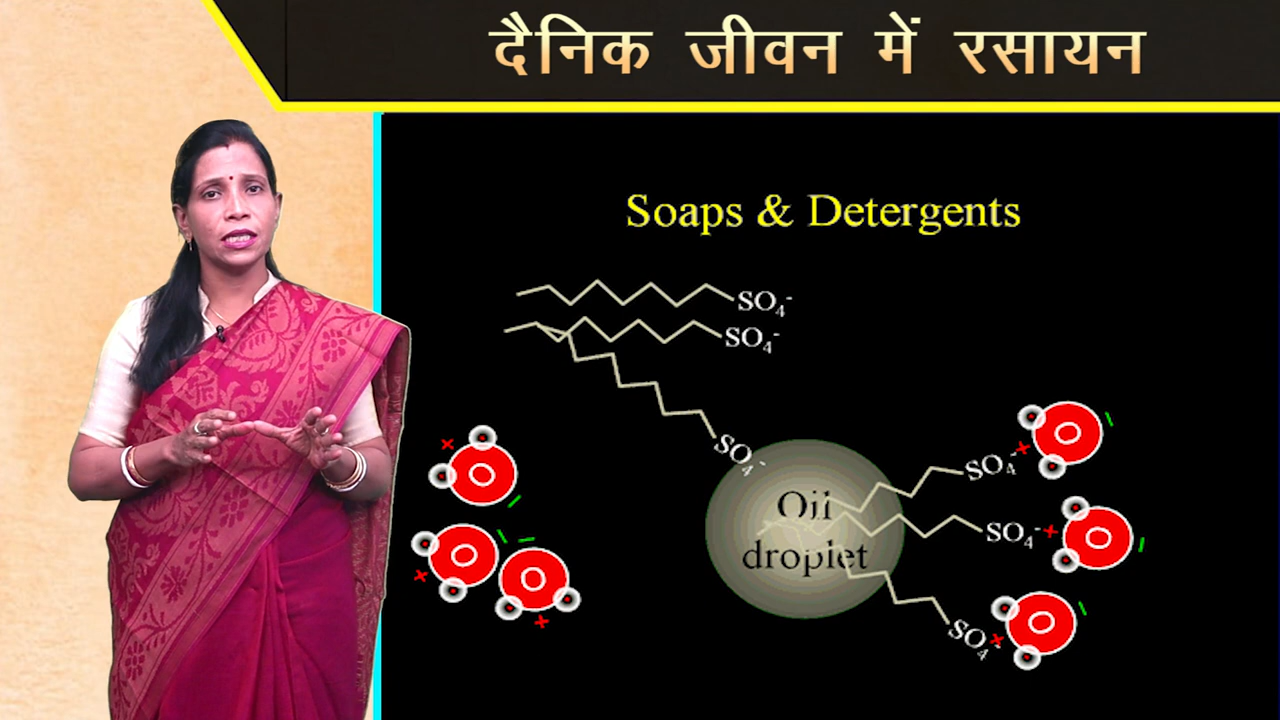 दैनिक जीवन में रसायन
Soaps & Detergents
SO₄⁻
SO₄⁻
SO₄⁻
Oil
droplet
SO₄⁻
SO₄⁻
SO₄⁻
+
O
−
+
O
−
O
−
+
+
O
−
+
O
−
+
O
−